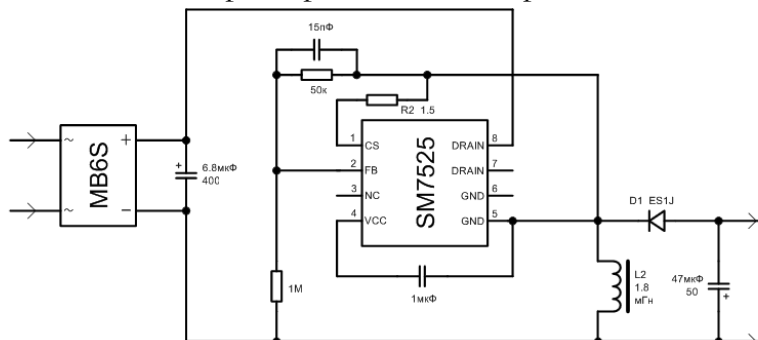 15пФ
50к
R2 1.5
MB6S
~
+
~
−
+
6.8мкФ
400
SM7525
1
CS
2
FB
3
NC
4
VCC
8
DRAIN
7
DRAIN
6
GND
5
GND
1М
1мкФ
D1 ES1J
L2
1.8
мГн
47мкФ
50
+